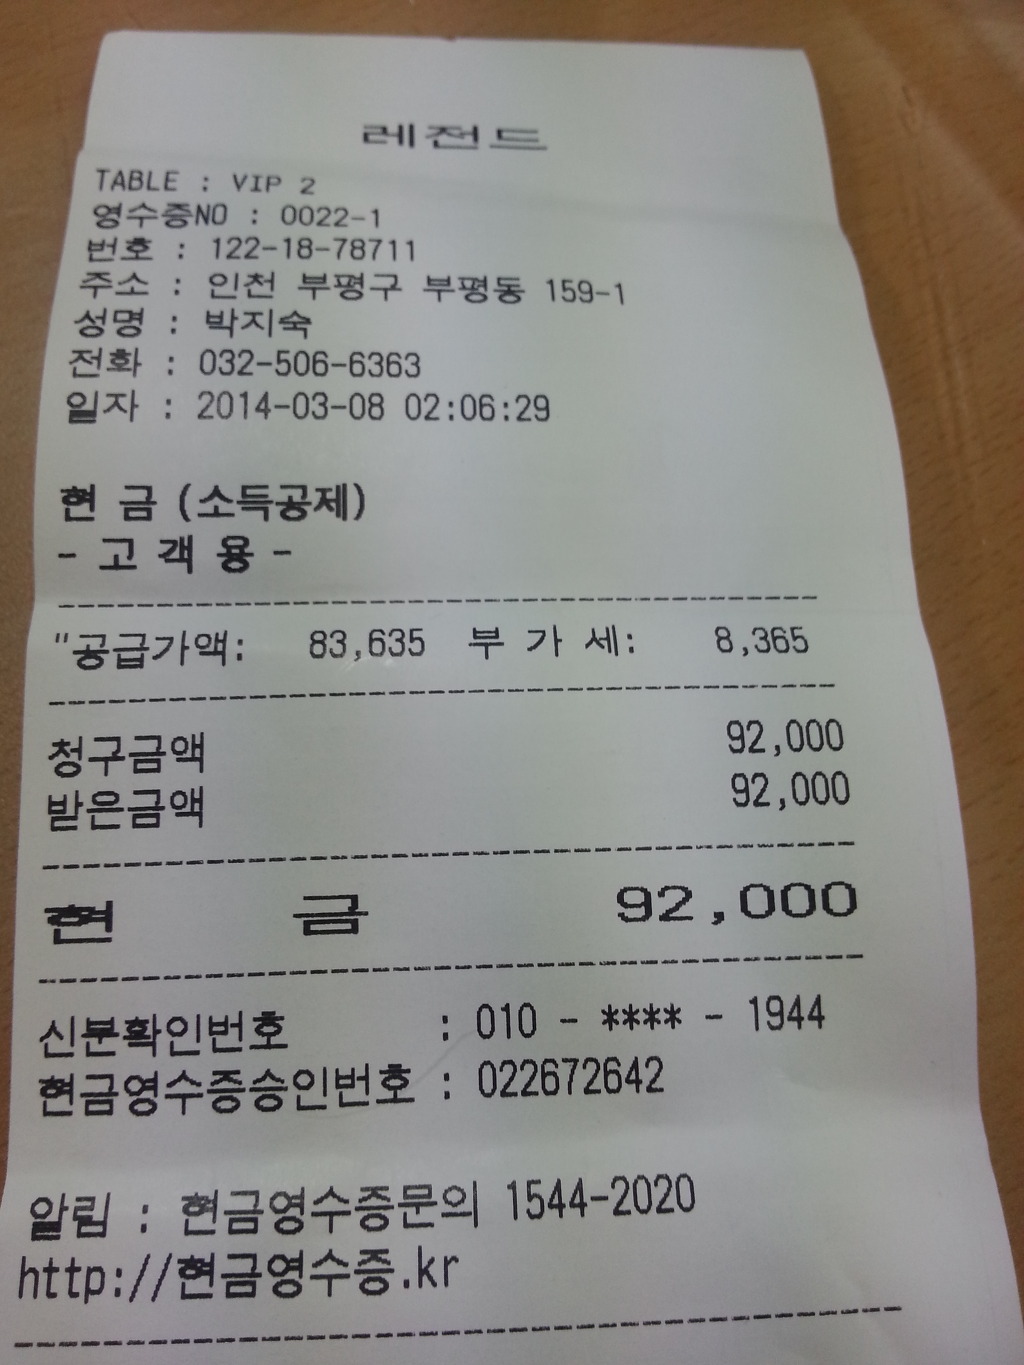 레전드
TABLE : VIP 2
영수증NO : 0022-1
번호 : 122-18-78711
주소 : 인천 부평구 부평동 159-1
성명 : 박지숙
전화 : 032-506-6363
일자 : 2014-03-08 02:06:29
현 금 (소득공제)
- 고 객 용 -
"공급가액: 83,635 부 가 세: 8,365
청구금액 92,000
받은금액 92,000
현 금 92,000
신분확인번호 : 010 - **** - 1944
현금영수증승인번호 : 022672642
알림 : 현금영수증문의 1544-2020
http://현금영수증.kr